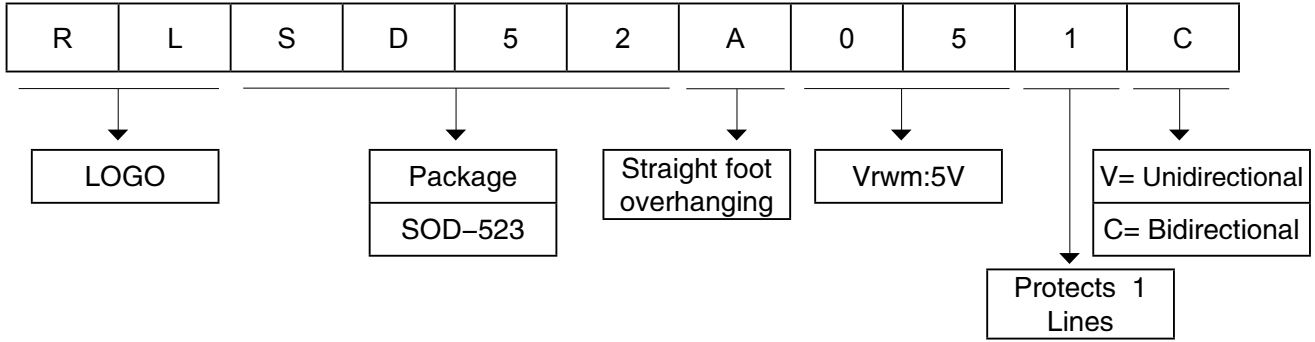 R L S D 5 2 A 0 5 1 C
LOGO
Package
SOD−523
Straight foot
overhanging
Vrwm:5V
V= Unidirectional
C= Bidirectional
Protects 1
Lines